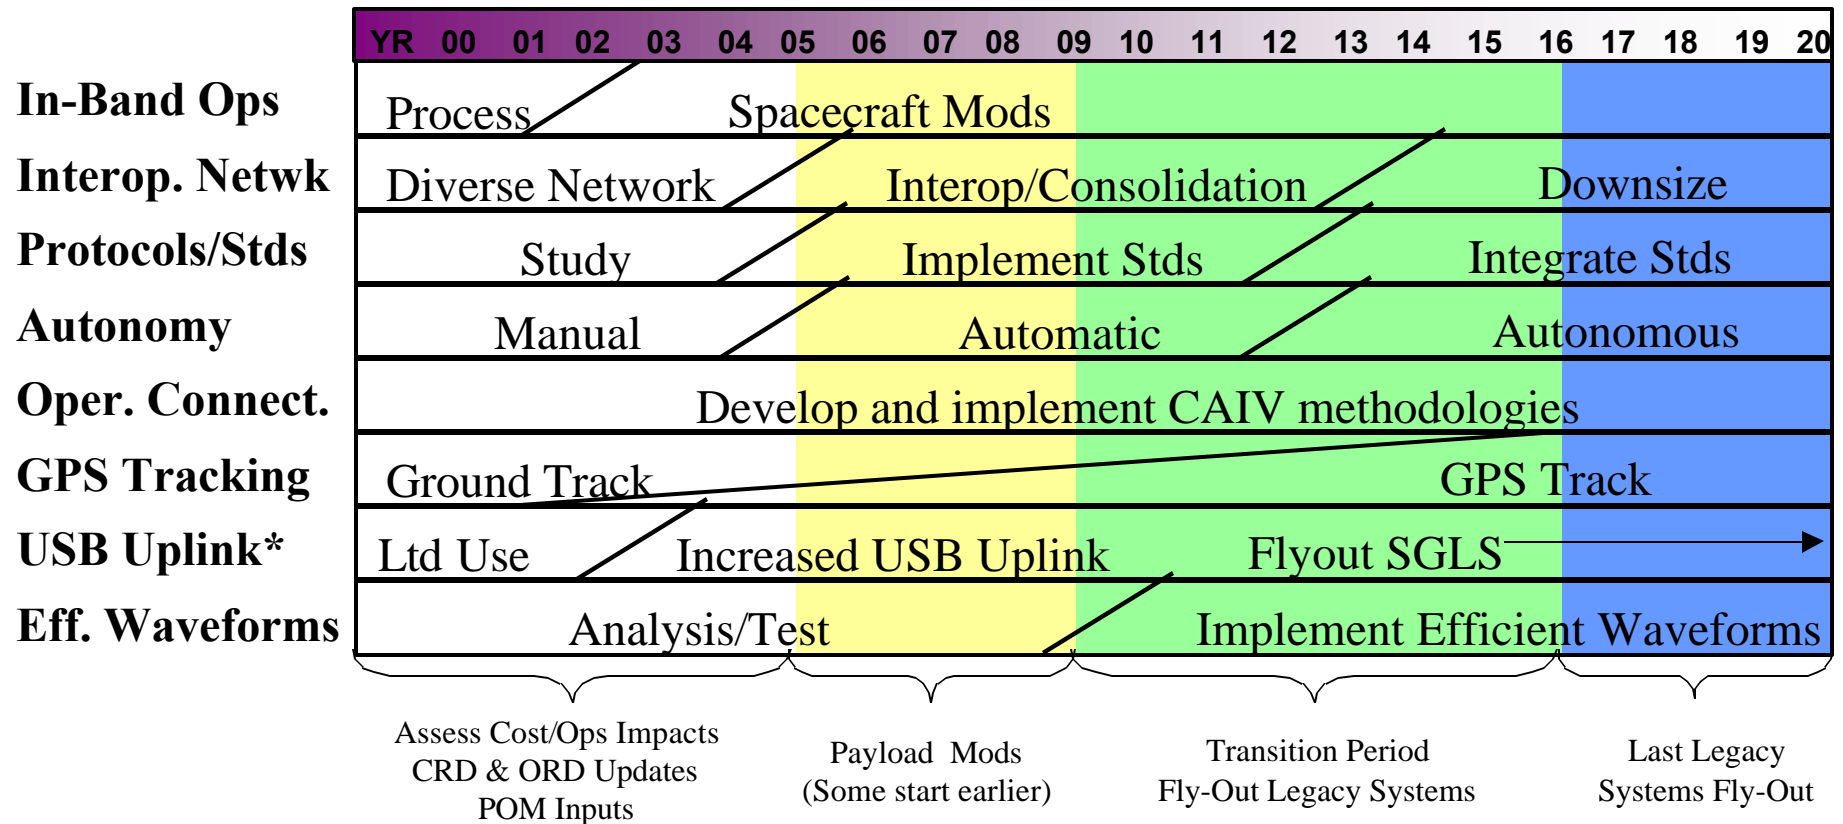 YR 00 01 02 03 04 05 06 07 08 09 10 11 12 13 14 15 16 17 18 19 20
In-Band Ops Process Spacecraft Mods
Interop. Netwk Diverse Network Interop/Consolidation Downsize
Protocols/Stds Study Implement Stds Integrate Stds
Autonomy Manual Automatic Autonomous
Oper. Connect. Develop and implement CAIV methodologies
GPS Tracking Ground Track GPS Track
USB Uplink* Ltd Use Increased USB Uplink Flyout SGLS
Eff. Waveforms Analysis/Test Implement Efficient Waveforms
Assess Cost/Ops Impacts
CRD & ORD Updates
POM Inputs
Payload Mods
(Some start earlier)
Transition Period
Fly-Out Legacy Systems
Last Legacy
Systems Fly-Out